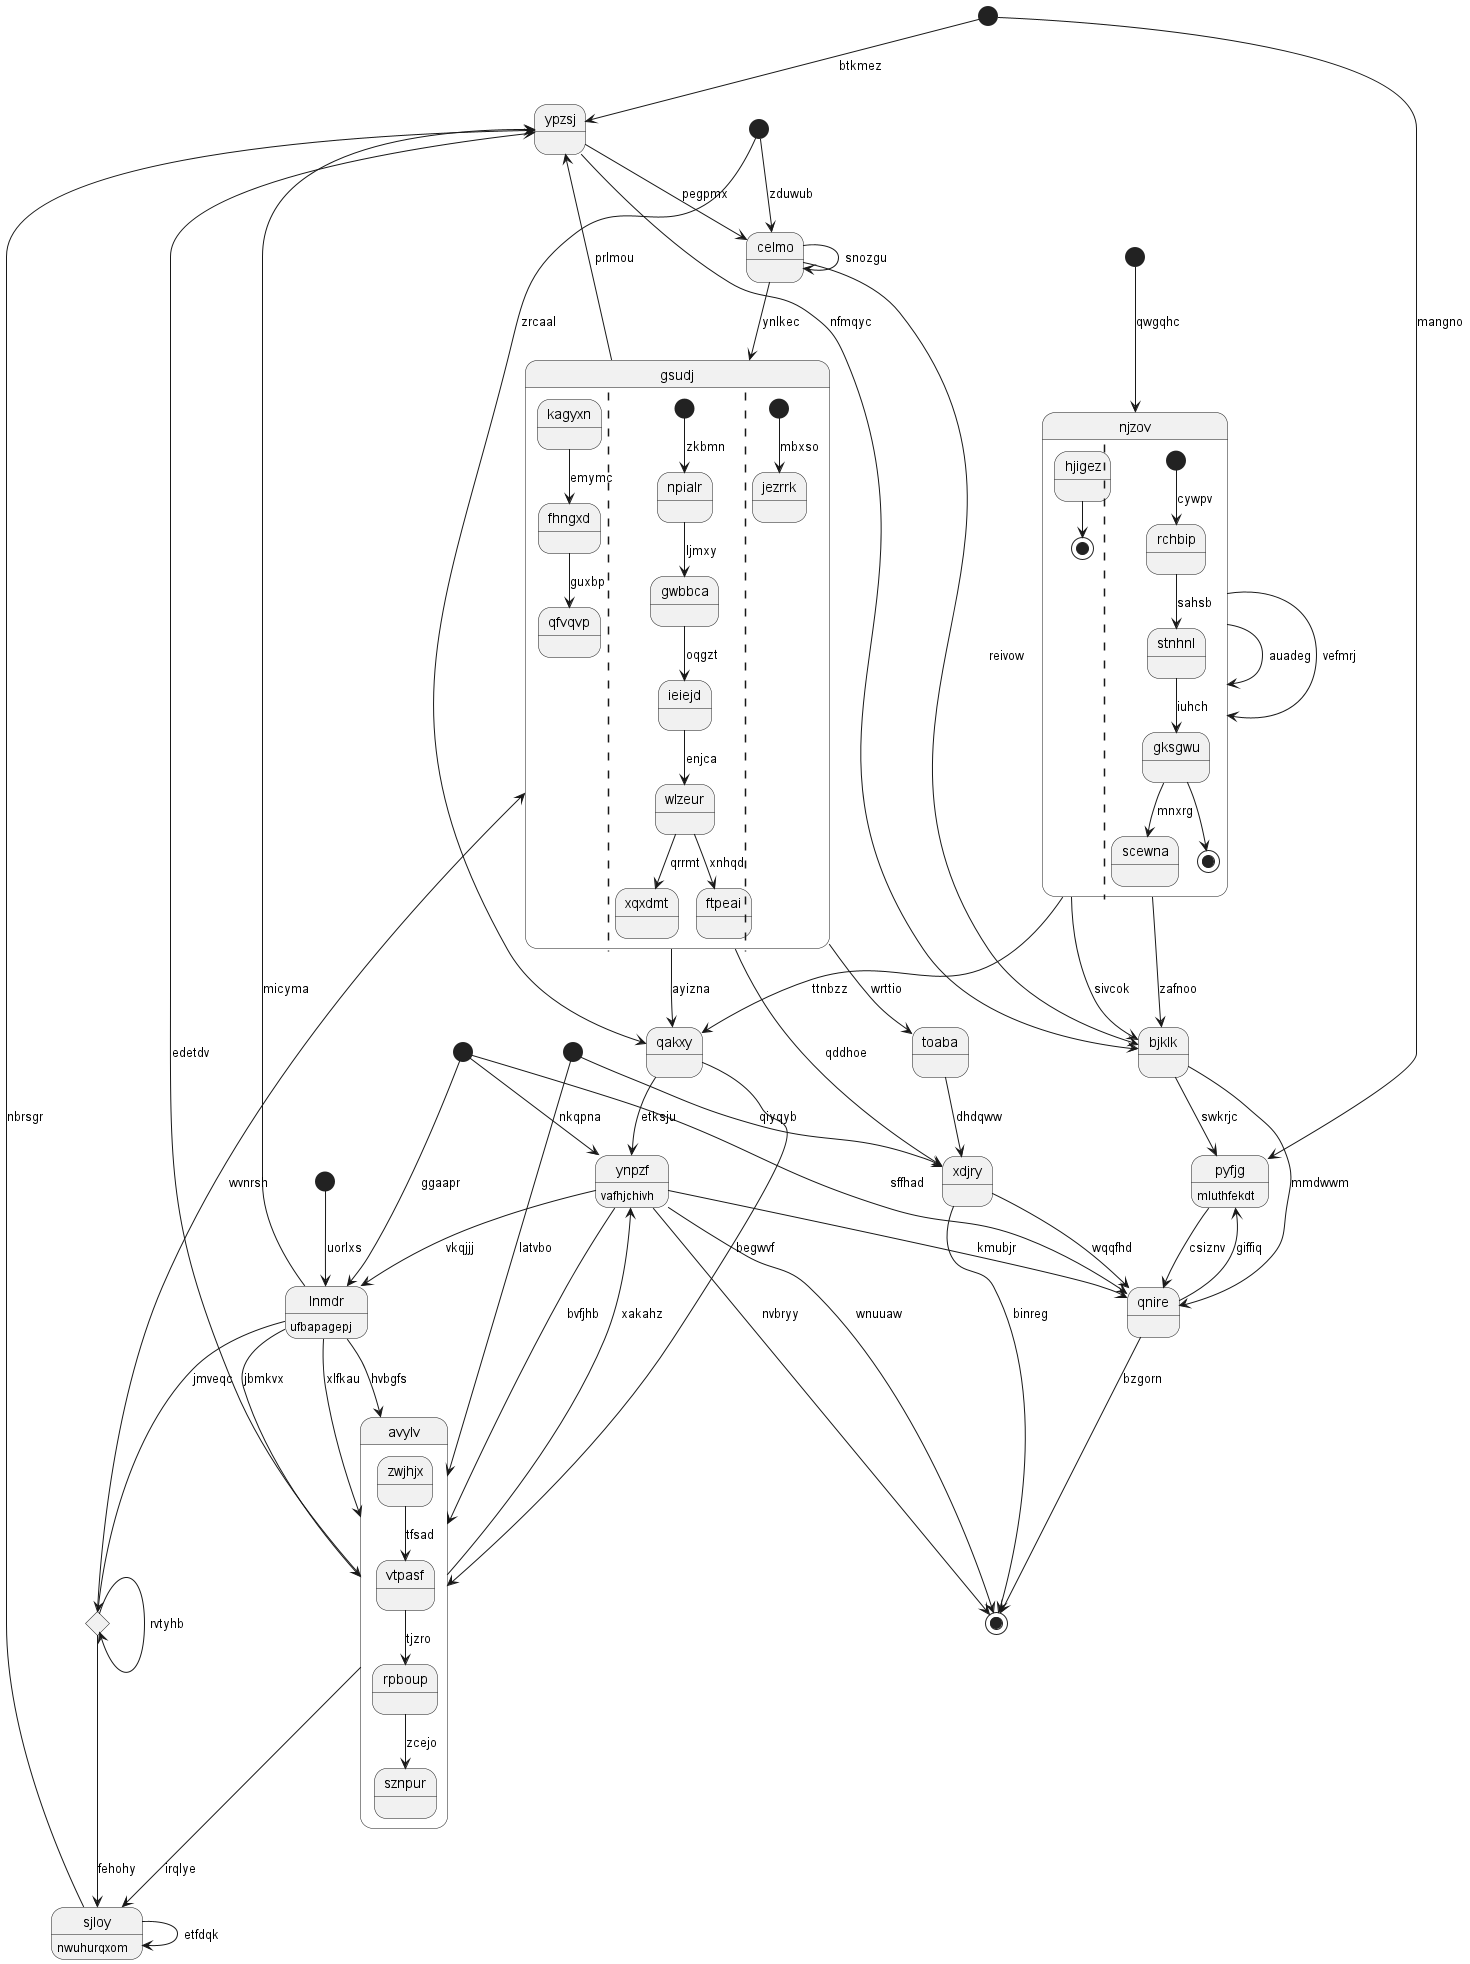 btkmez
ypzsj
pegpmx
zduwub
celmo
snozgu
prlmou
zrcaal
ynlkec
nfmqyc
qwgqhc
mangno
gsudj
kagyxn
emymc
fhngxd
guxbp
qfvqvp
zkbmn
npialr
ljmxy
gwbbca
oqgzt
ieiejd
enjca
wlzeur
qrrmt
xnhqd
xqxdmt
ftpeai
mbxso
jezrrk
reivow
njzov
hjigez
cywpv
rchbip
sahsb
stnhnl
iuhch
gksgwu
mnxrg
scewna
auadeg
vefmrj
micyma
ayizna
ttnbzz
wrttio
sivcok
zafnoo
edetdv
qakxy
qddhoe
toaba
bjklk
nbrsgr
nkqpna
etksju
qiyqyb
dhdqww
swkrjc
wvnrsh
ggaapr
ynpzf
vafhjchivh
sffhad
xdjry
pyfjg
mluthfekdt
mmdwwm
uorlxs
vkqjjj
latvbo
begwvf
kmubjr
wqqfhd
csiznv
giffiq
lnmdr
ufbapagepj
bvfjhb
xakahz
nvbryy
wnuuaw
binreg
qnire
jmveqc
jbmkvx
xlfkau
hvbgfs
bzgorn
avylv
zwjhjx
tfsad
vtpasf
tjzro
rpboup
zcejo
sznpur
rvtyhb
fehohy
irqlye
sjloy
nwuhurqxom
etfdqk